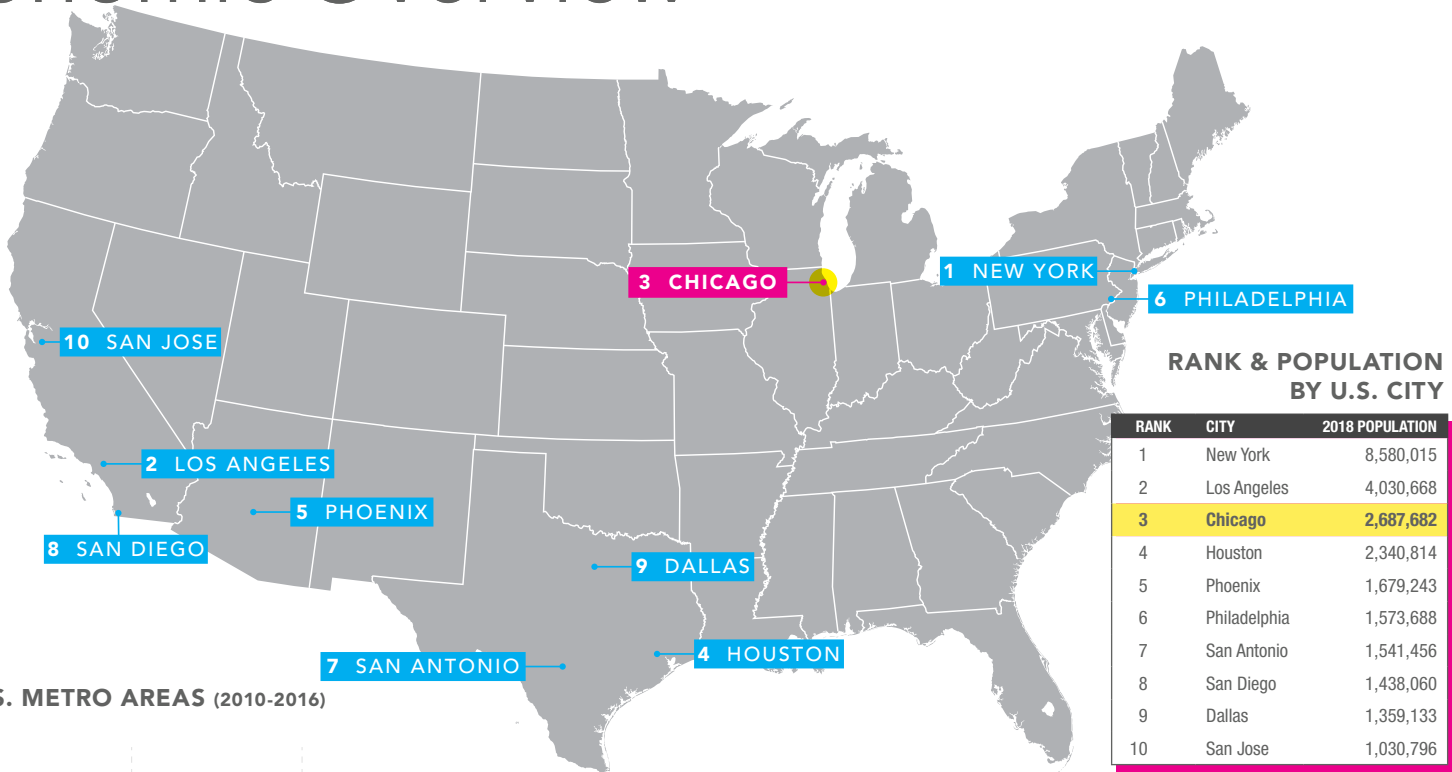 3 CHICAGO
1 NEW YORK
6 PHILADELPHIA
10 SAN JOSE
2 LOS ANGELES
5 PHOENIX
8 SAN DIEGO
9 DALLAS
7 SAN ANTONIO
4 HOUSTON
RANK & POPULATION
BY U.S. CITY
RANK CITY 2018 POPULATION
1 New York 8,580,015
2 Los Angeles 4,030,668
3 Chicago 2,687,682
4 Houston 2,340,814
5 Phoenix 1,679,243
6 Philadelphia 1,573,688
7 San Antonio 1,541,456
8 San Diego 1,438,060
9 Dallas 1,359,133
10 San Jose 1,030,796
METRO AREAS (2010-2016)